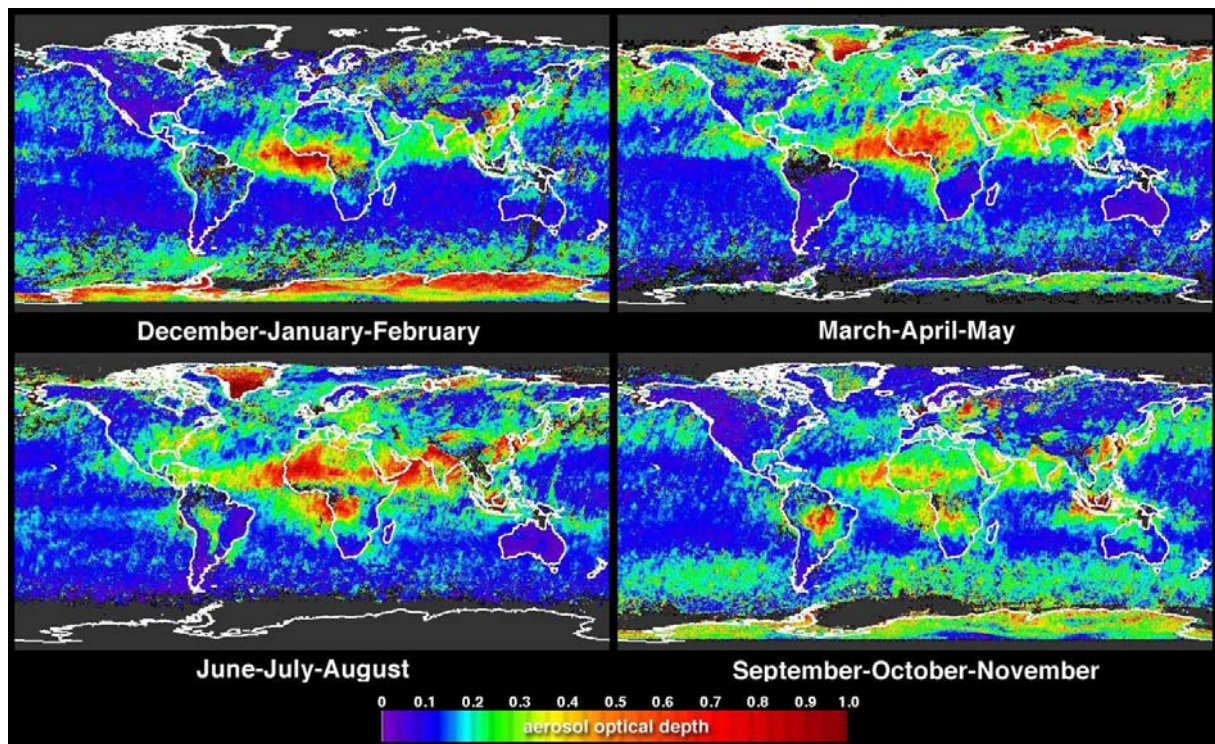 December-January-February
March-April-May
June-July-August
September-October-November
0 0.1 0.2 0.3 0.4 0.5 0.6 0.7 0.8 0.9 1.0
aerosol optical depth